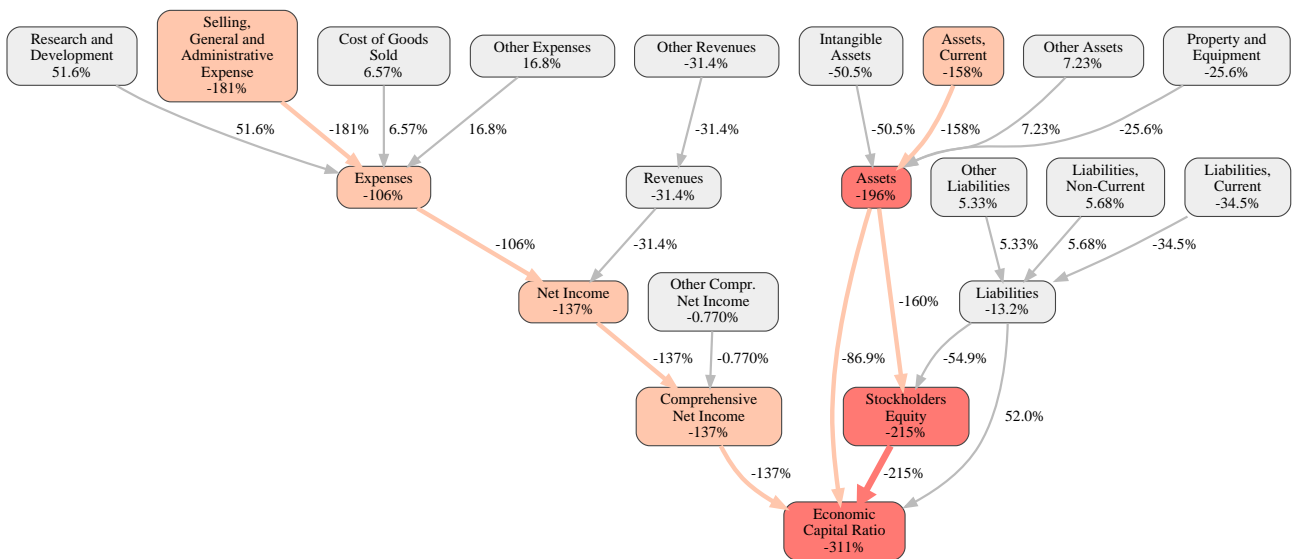 Research and
Development
51.6%
Selling,
General and
Administrative
Expense
-181%
Cost of Goods
Sold
6.57%
Other Expenses
16.8%
Other Revenues
-31.4%
Intangible
Assets
-50.5%
Assets,
Current
-158%
Other Assets
7.23%
Property and
Equipment
-25.6%
51.6%
-181%
6.57%
16.8%
-31.4%
-50.5%
-158%
7.23%
-25.6%
Expenses
-106%
Revenues
-31.4%
Assets
-196%
Other
Liabilities
5.33%
Liabilities,
Non-Current
5.68%
Liabilities,
Current
-34.5%
-106%
-31.4%
5.33%
5.68%
-34.5%
Net Income
-137%
Other Compr.
Net Income
-0.770%
-160%
Liabilities
-13.2%
-137%
-0.770%
-86.9%
-54.9%
Comprehensive
Net Income
-137%
Stockholders
Equity
-215%
52.0%
-137%
-215%
Economic
Capital Ratio
-311%